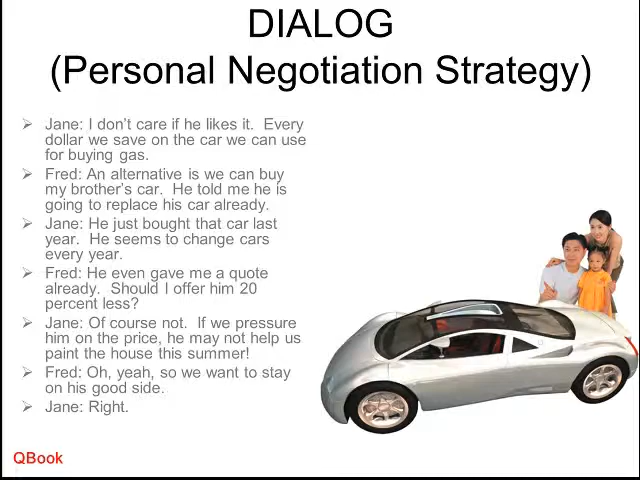 DIALOG
(Personal Negotiation Strategy)
Jane: I don't care if he likes it. Every
dollar we save on the car we can use
for buying gas.
Fred: An alternative is we can buy
my brother's car. He told me he is
going to replace his car already.
Jane: He just bought that car last
year. He seems to change cars
every year.
Fred: He even gave me a quote
already. Should I offer him 20
percent less?
Jane: Of course not. If we pressure
him on the price, he may not help us
paint the house this summer!
Fred: Oh, yeah, so we want to stay
on his good side.
Jane: Right.
QBook